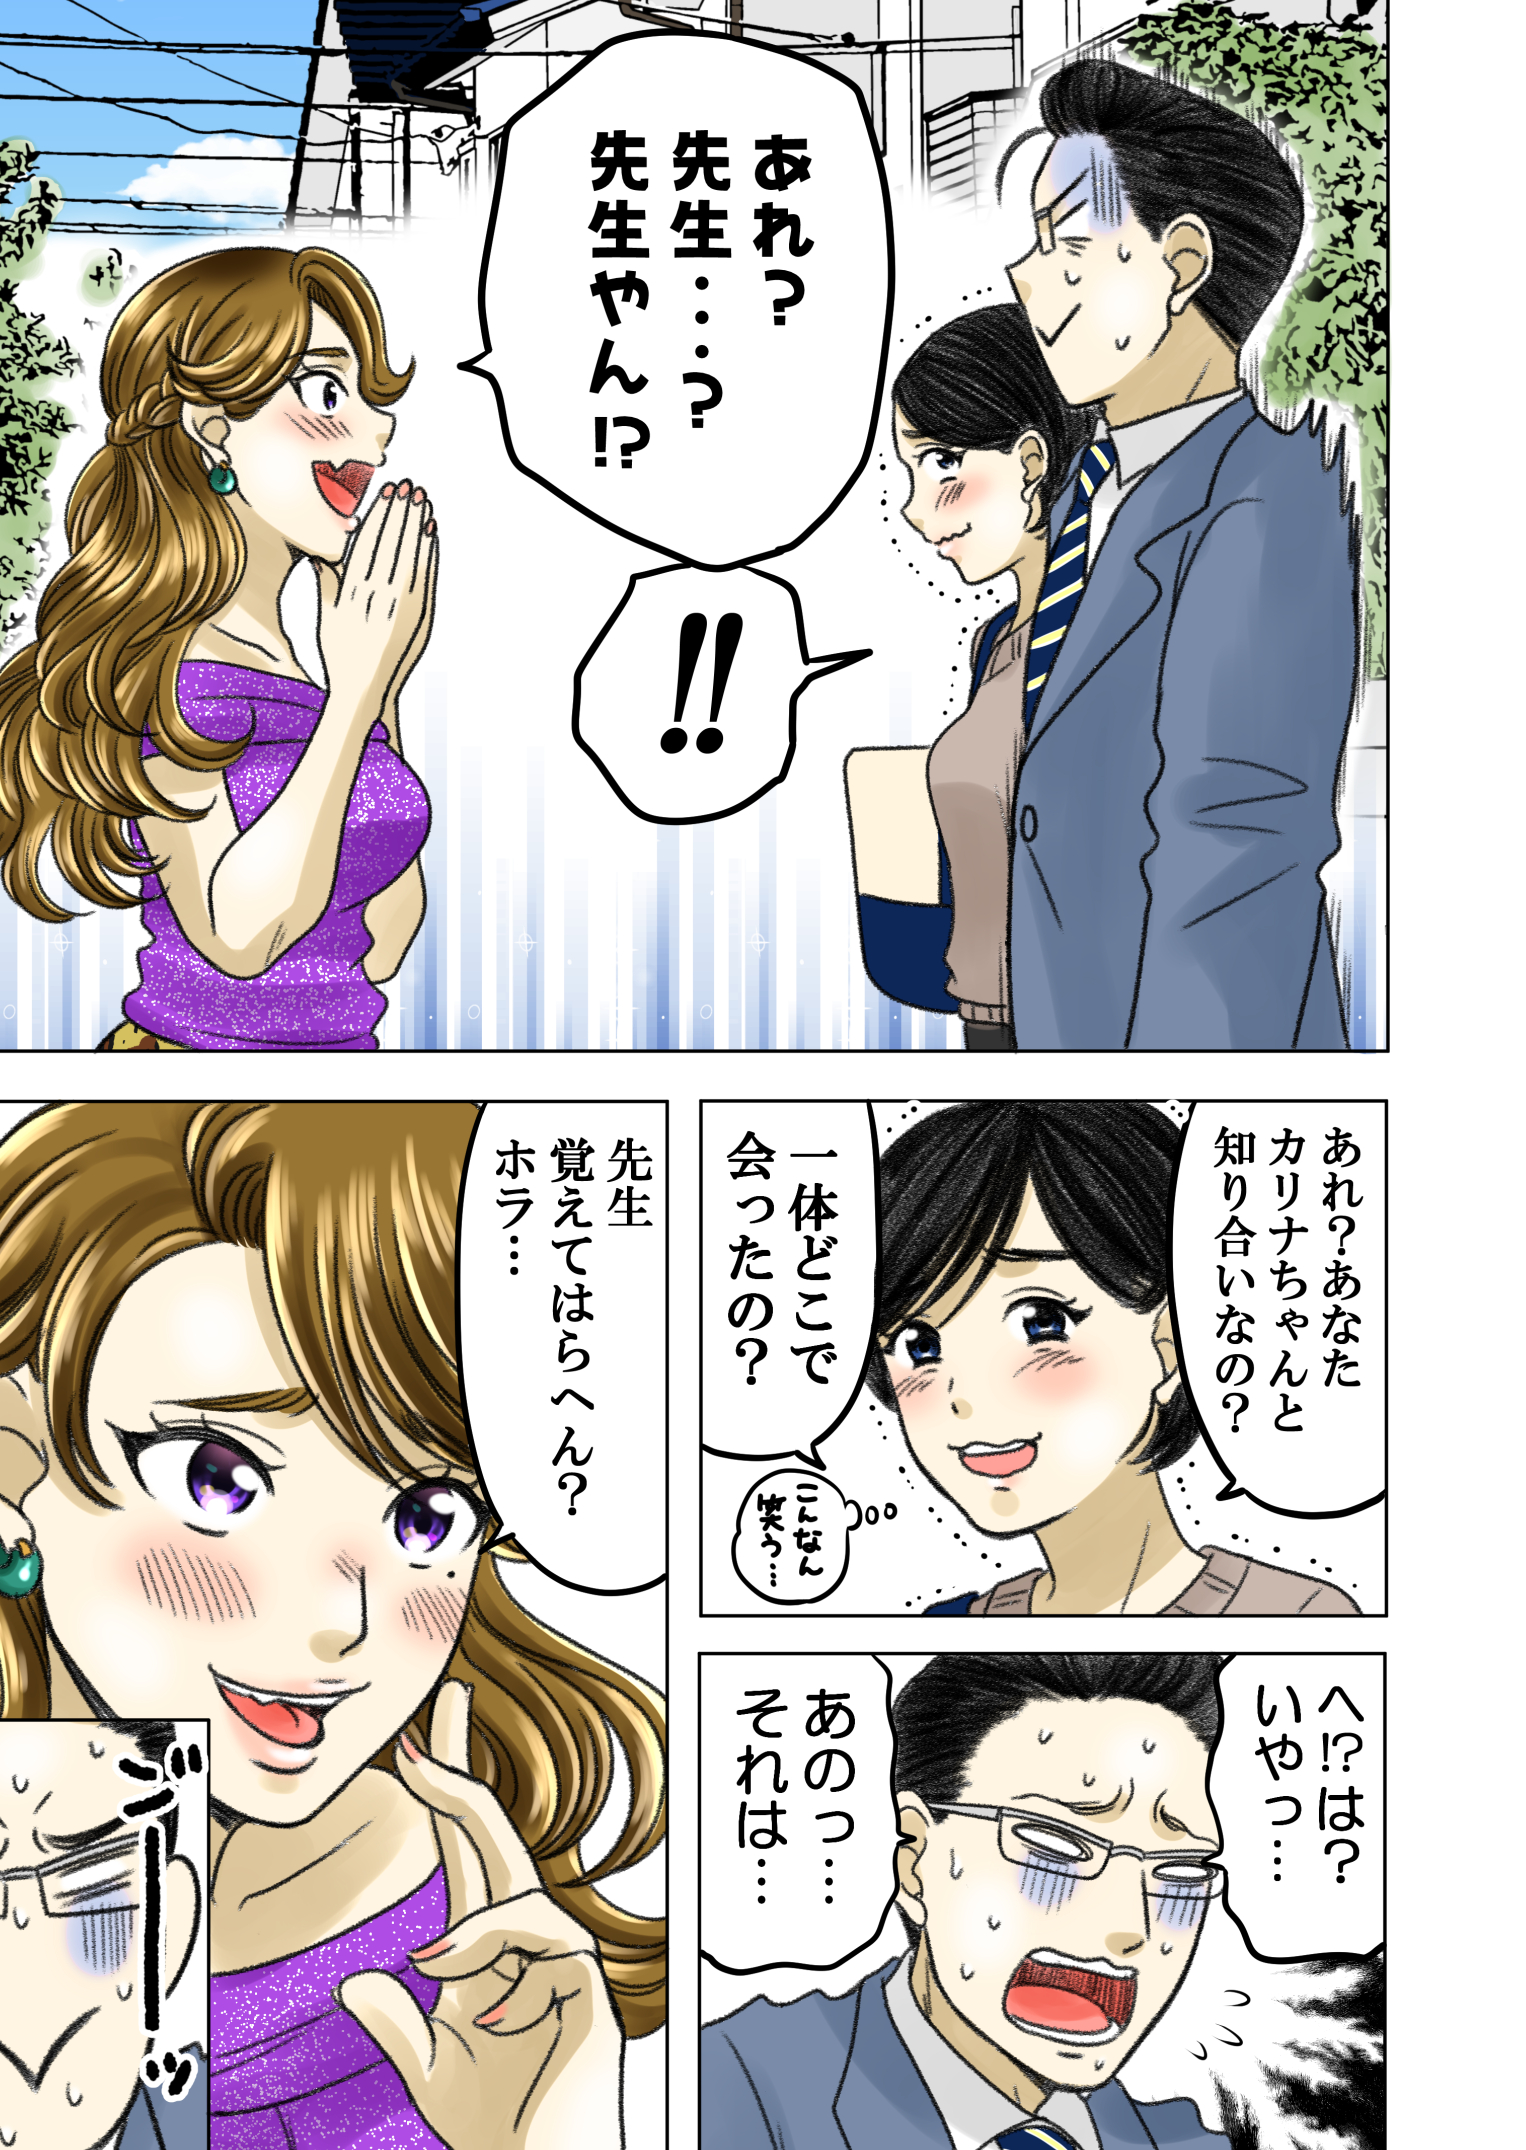 あれ？
先生・・・？
先生やん!?
!!
あれ？あなた
カリナちゃんと
知り合いなの？
一体どこで
会ったの？
こんなん
笑う…
へ!?は？
いやっ…
あのっ…
それは…
先生
覚えてはらへん？
ホラ…
ジーーッ